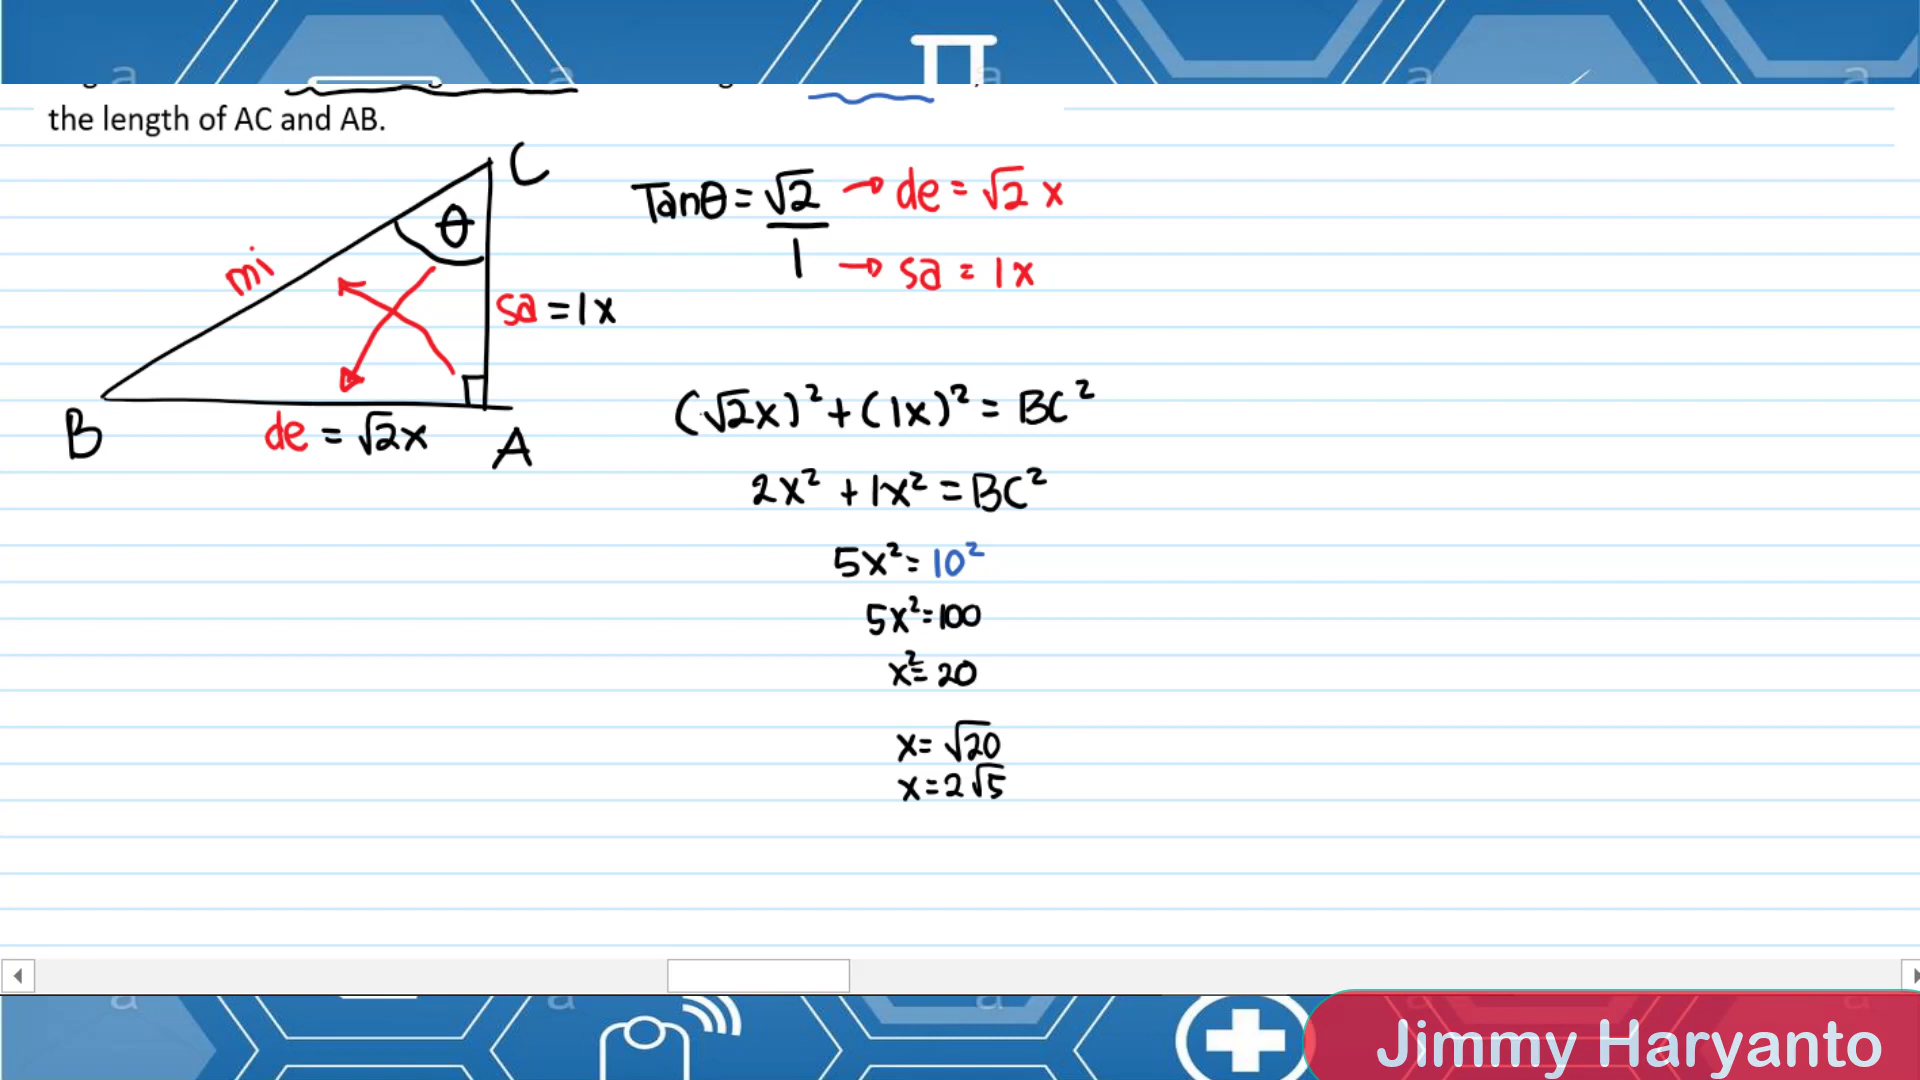 the length of AC and AB.
C
θ
mi
sa = 1x
B
de = √2x
A
Tanθ = √2 → de = √2 x
1 → sa = 1x
(√2x)² + (1x)² = BC²
2x² + 1x² = BC²
5x² = 10²
5x² = 100
x² = 20
x = √20
x = 2√5
Jimmy Haryanto